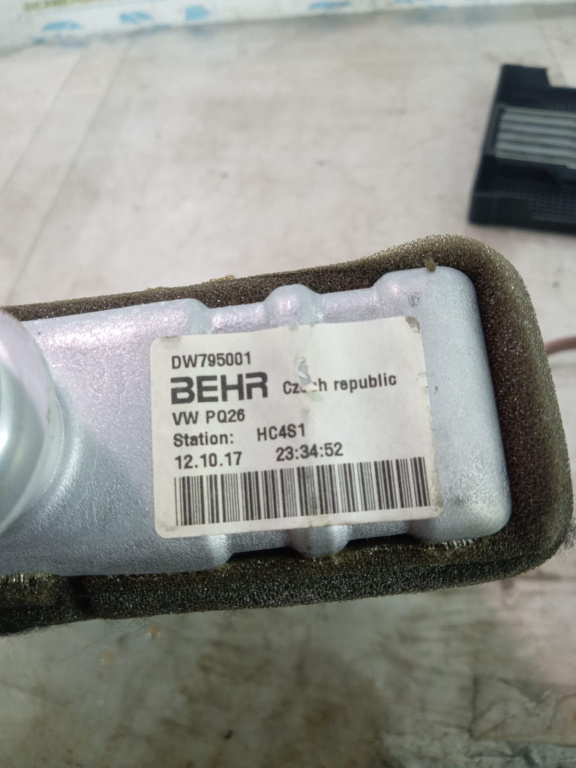 DW795001
BEHR Czech republic
VW PQ26
Station: HC4S1
12.10.17 23:34:52